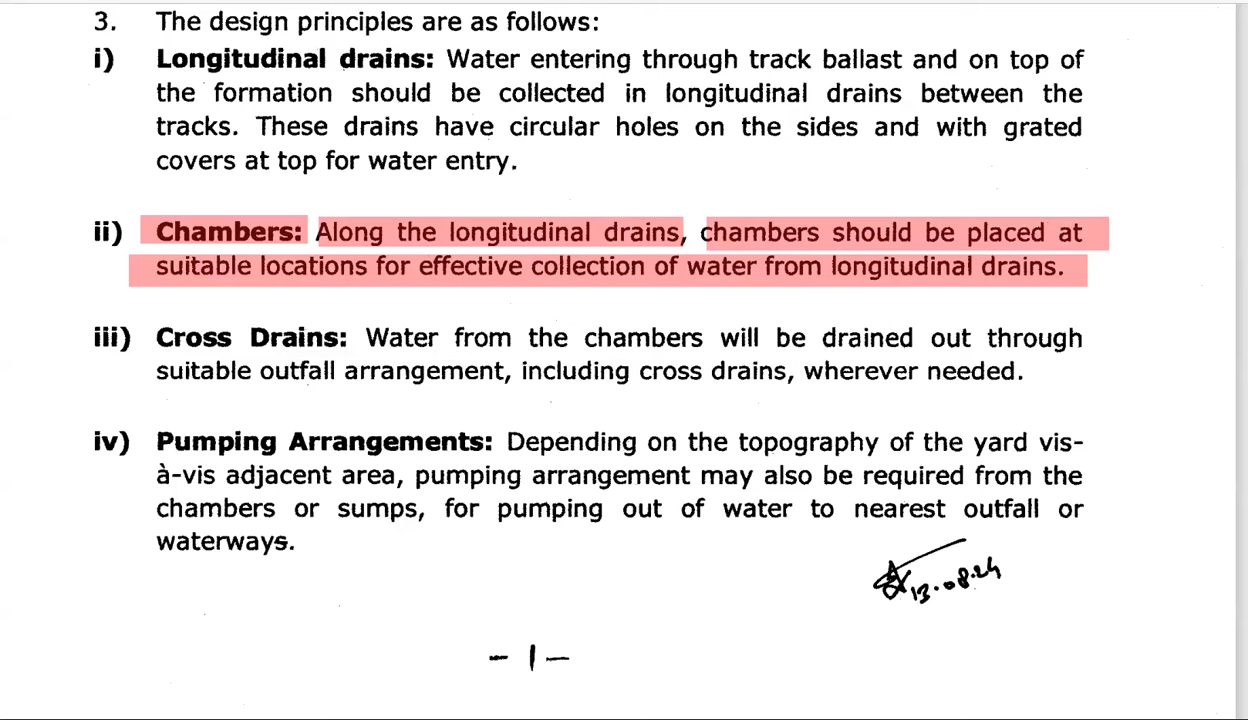 3. The design principles are as follows:
i) Longitudinal drains: Water entering through track ballast and on top of
the formation should be collected in longitudinal drains between the
tracks. These drains have circular holes on the sides and with grated
covers at top for water entry.
ii) Chambers: Along the longitudinal drains, chambers should be placed at
suitable locations for effective collection of water from longitudinal drains.
iii) Cross Drains: Water from the chambers will be drained out through
suitable outfall arrangement, including cross drains, wherever needed.
iv) Pumping Arrangements: Depending on the topography of the yard vis-
à-vis adjacent area, pumping arrangement may also be required from the
chambers or sumps, for pumping out of water to nearest outfall or
waterways.
13.08.24
- 1 -